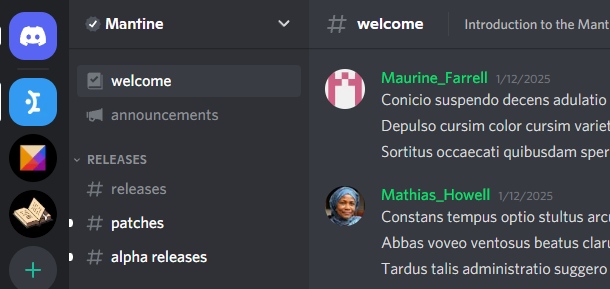 Mantine
welcome
announcements
RELEASES
releases
patches
alpha releases
welcome
Introduction to the Mant
Maurine_Farrell 1/12/2025
Conicio suspendo decens adulatio
Depulso cursim color cursim variet
Sortitus occaecati quibusdam sper
Mathias_Howell 1/12/2025
Constans tempus optio stultus arcu
Abbas voveo ventosus beatus claru
Tardus talis administratio suggero